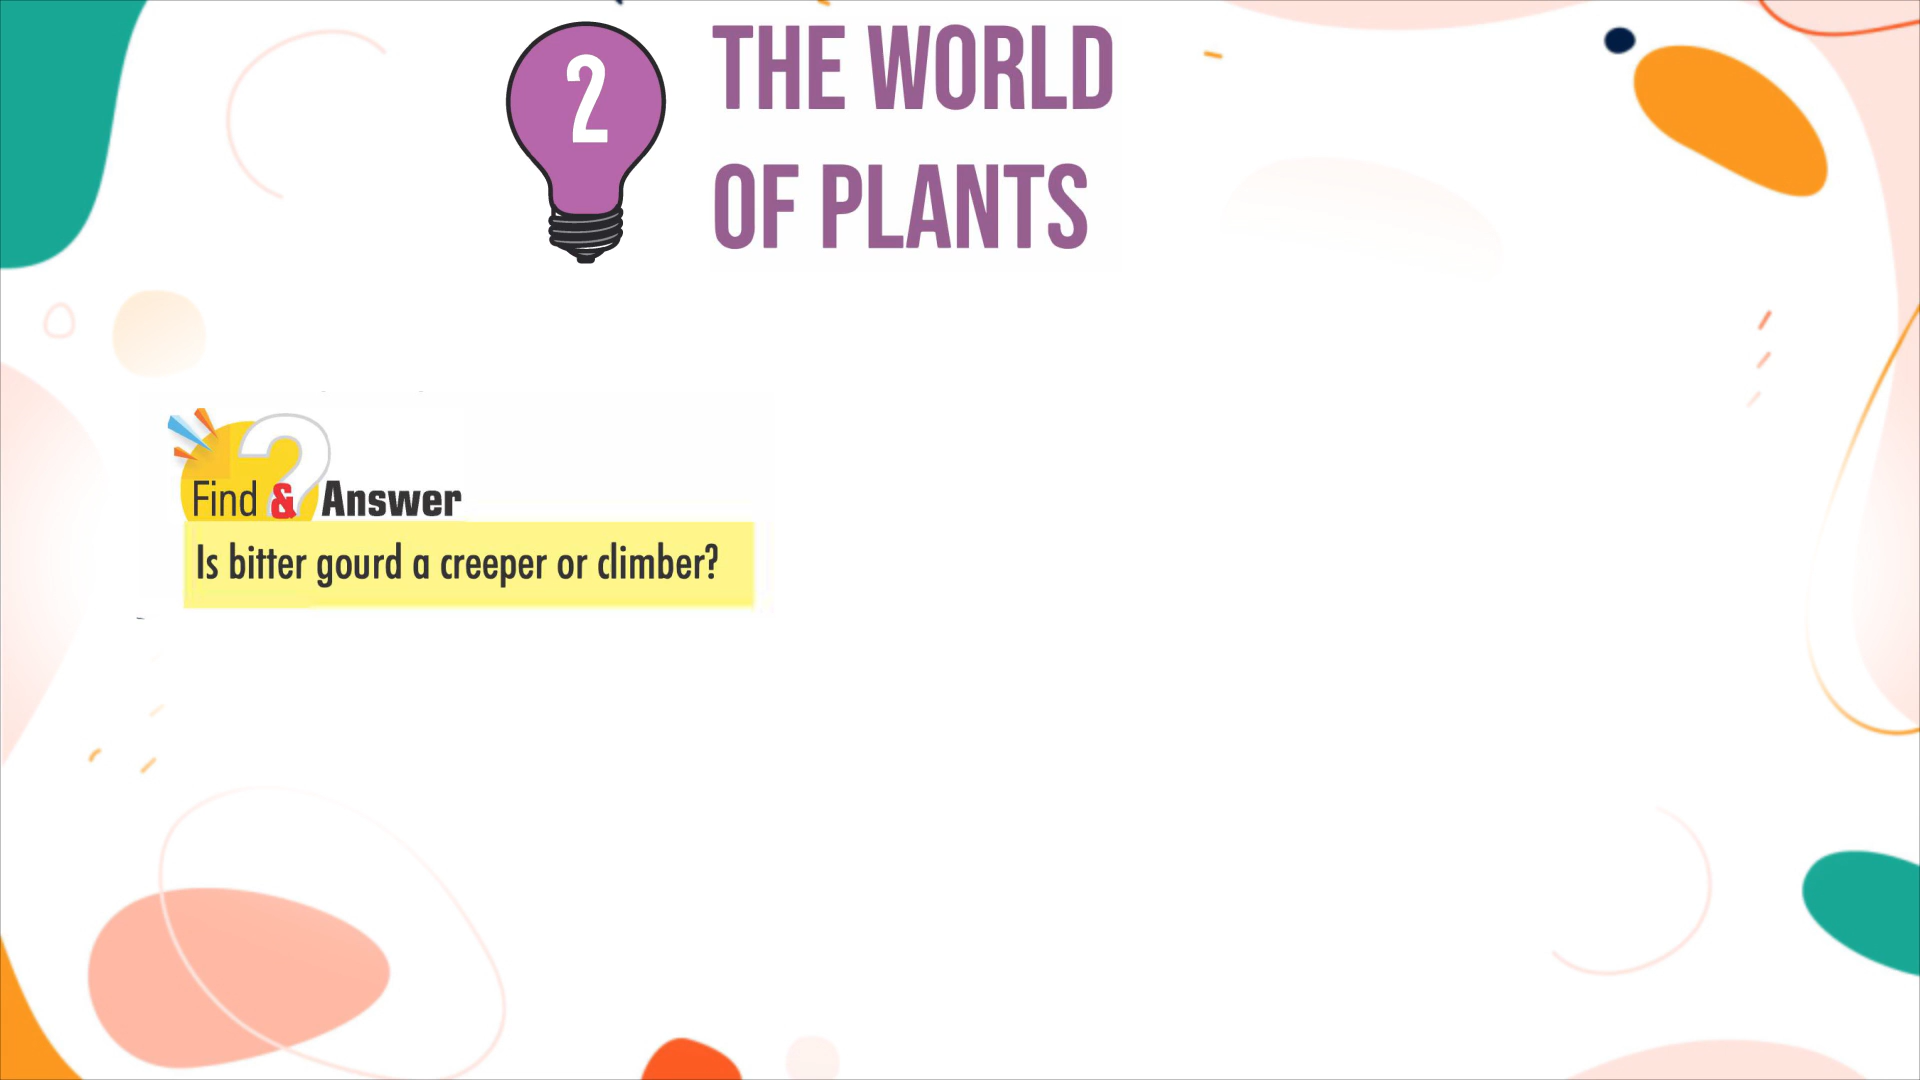 2
THE WORLD
OF PLANTS
Find & Answer
Is bitter gourd a creeper or climber?